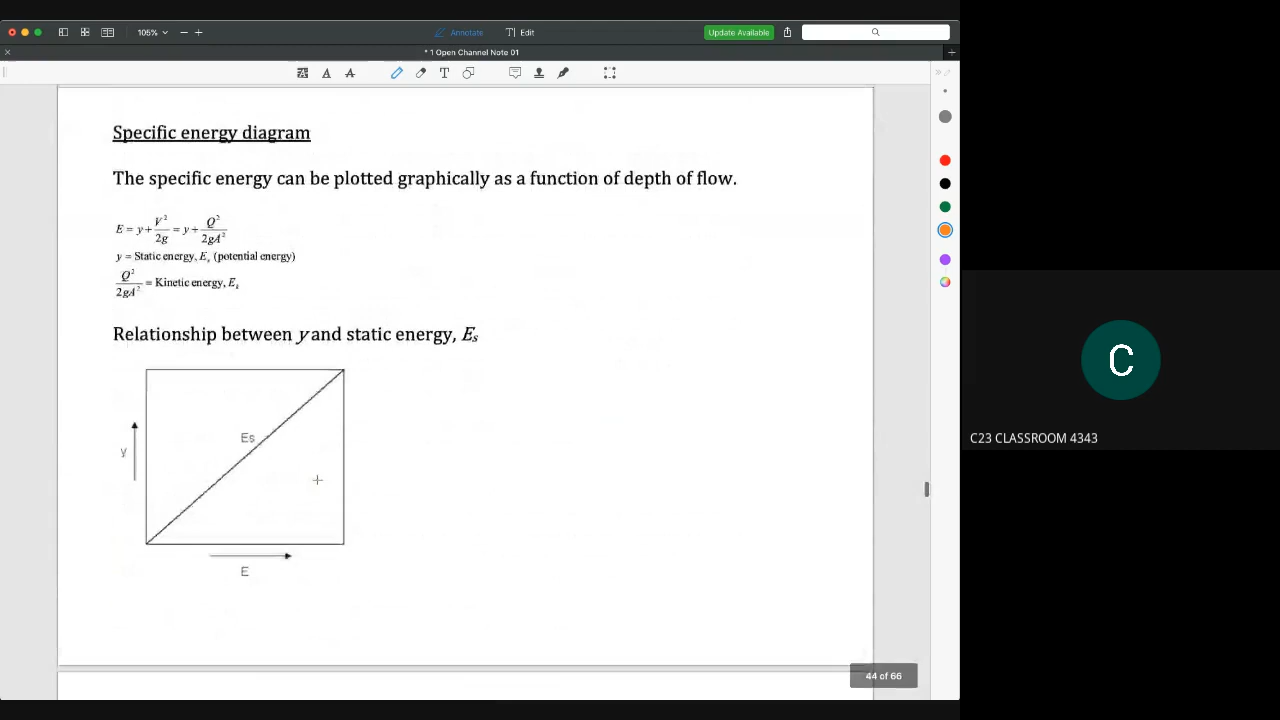 105%
Annotate
Edit
Update Available
* 1 Open Channel Note 01
Specific energy diagram
The specific energy can be plotted graphically as a function of depth of flow.
E = y + V²/2g = y + Q²/2gA²
y = Static energy, Es (potential energy)
Q²/2gA² = Kinetic energy, Ek
Relationship between y and static energy, Es
Es
y
E
44 of 66
C
C23 CLASSROOM 4343